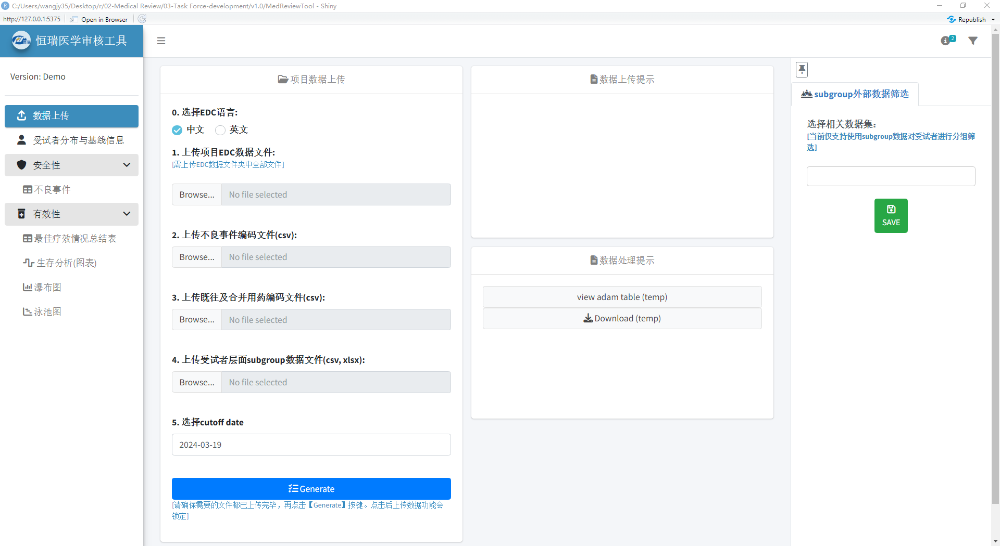 C:/Users/wangjy35/Desktop/r/02-Medical Review/03-Task Force-development/v1.0/MedReviewTool - Shiny
http://127.0.0.1:5375
Open in Browser
Republish
恒瑞医学审核工具
2
Version: Demo
数据上传
受试者分布与基线信息
安全性
不良事件
有效性
最佳疗效情况总结表
生存分析(图表)
瀑布图
泳池图
项目数据上传
0. 选择EDC语言:
中文
英文
1. 上传项目EDC数据文件:
[需上传EDC数据文件夹中全部文件]
Browse...
No file selected
2. 上传不良事件编码文件(csv):
Browse...
No file selected
3. 上传既往及合并用药编码文件(csv):
Browse...
No file selected
4. 上传受试者层面subgroup数据文件(csv, xlsx):
Browse...
No file selected
5. 选择cutoff date
2024-03-19
Generate
[请确保需要的文件都已上传完毕，再点击【Generate】按键。点击后上传数据功能会
锁定]
数据上传提示
数据处理提示
view adam table (temp)
Download (temp)
subgroup外部数据筛选
选择相关数据集：
[当前仅支持使用subgroup数据对受试者进行分组筛
选]
SAVE